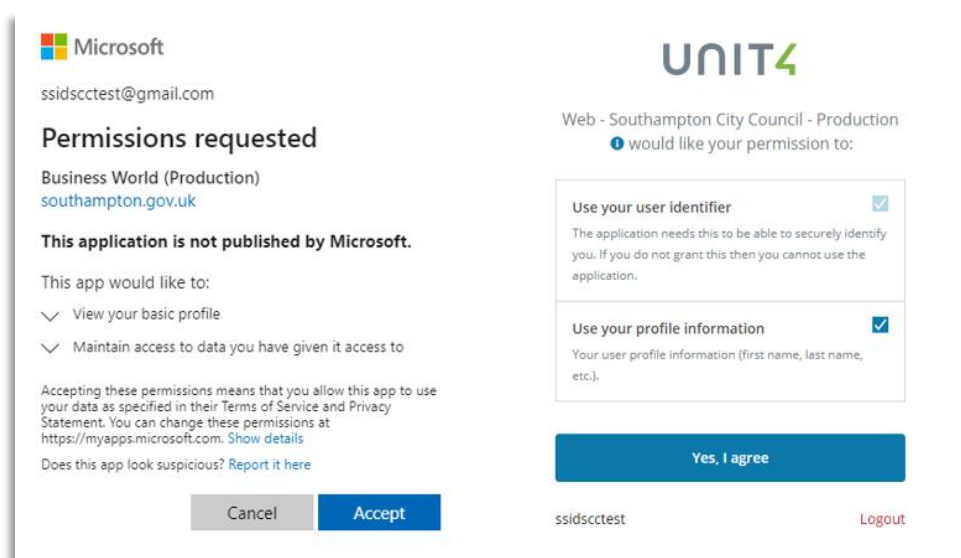 Microsoft
ssidscctest@gmail.com
Permissions requested
Business World (Production)
southampton.gov.uk
This application is not published by Microsoft.
This app would like to:
View your basic profile
Maintain access to data you have given it access to
Accepting these permissions means that you allow this app to use
your data as specified in their Terms of Service and Privacy
Statement. You can change these permissions at
https://myapps.microsoft.com. Show details
Does this app look suspicious? Report it here
Cancel Accept
UNIT4
Web - Southampton City Council - Production
would like your permission to:
Use your user identifier
The application needs this to be able to securely identify
you. If you do not grant this then you cannot use the
application.
Use your profile information
Your user profile information (first name, last name,
etc.).
Yes, I agree
ssidscctest Logout